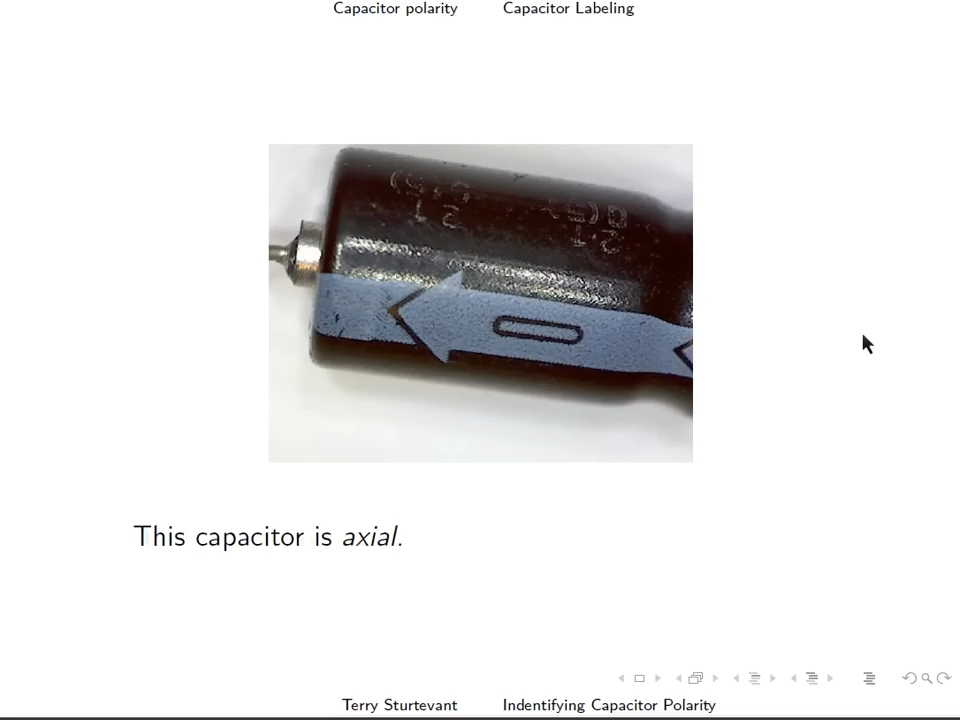 Capacitor polarity Capacitor Labeling
This capacitor is axial.
Terry Sturtevant Indentifying Capacitor Polarity